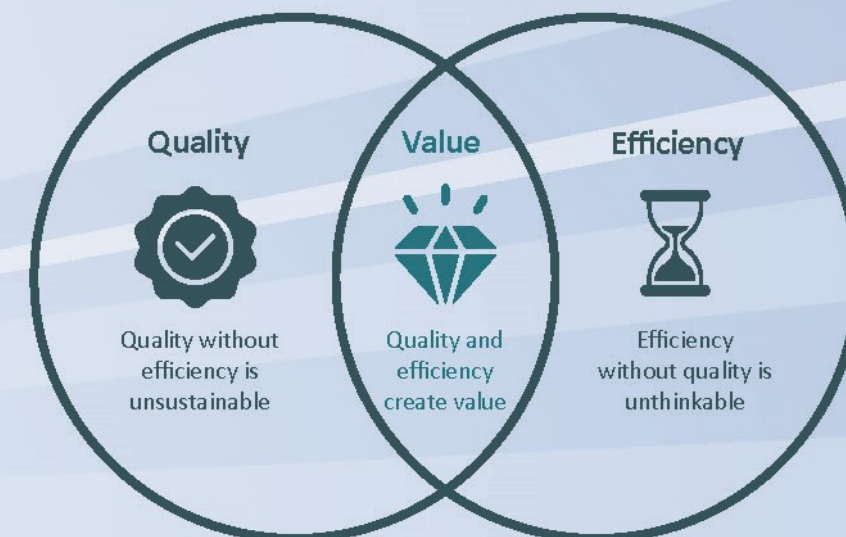 Quality
Quality without
efficiency is
unsustainable
Value
Quality and
efficiency
create value
Efficiency
Efficiency
without quality is
unthinkable